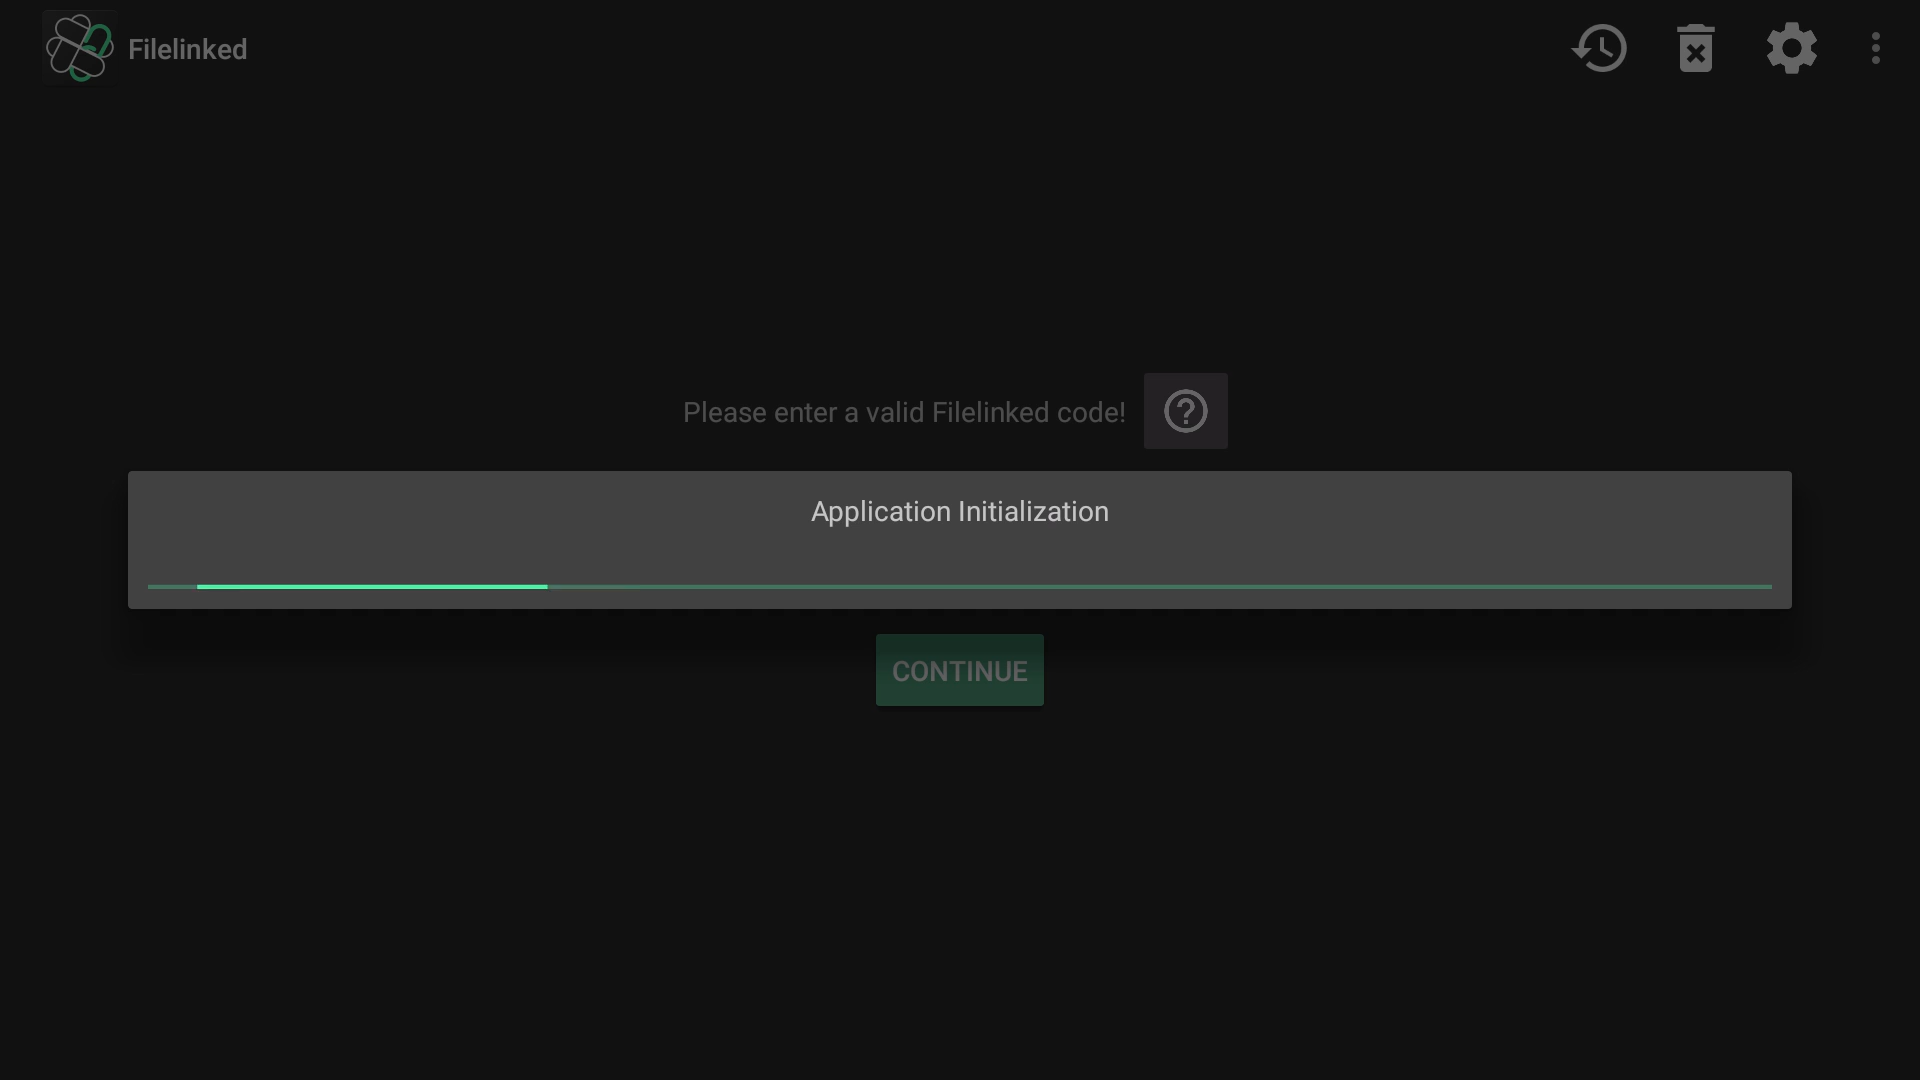 Filelinked
Please enter a valid Filelinked code!
Application Initialization
CONTINUE